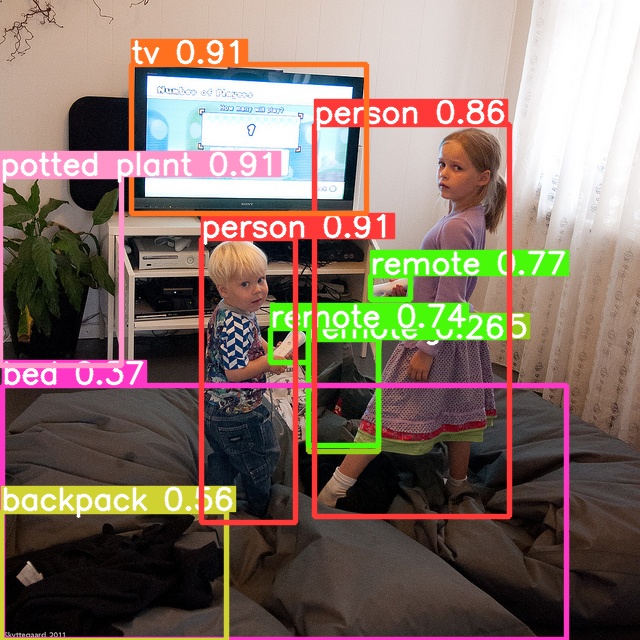 tv 0.91
Number of Players
How many will play?
person 0.86
potted plant 0.91
SONY
person 0.91
remote 0.77
remote 0.74
bed 0.37
backpack 0.56
Skyttegaard 2011